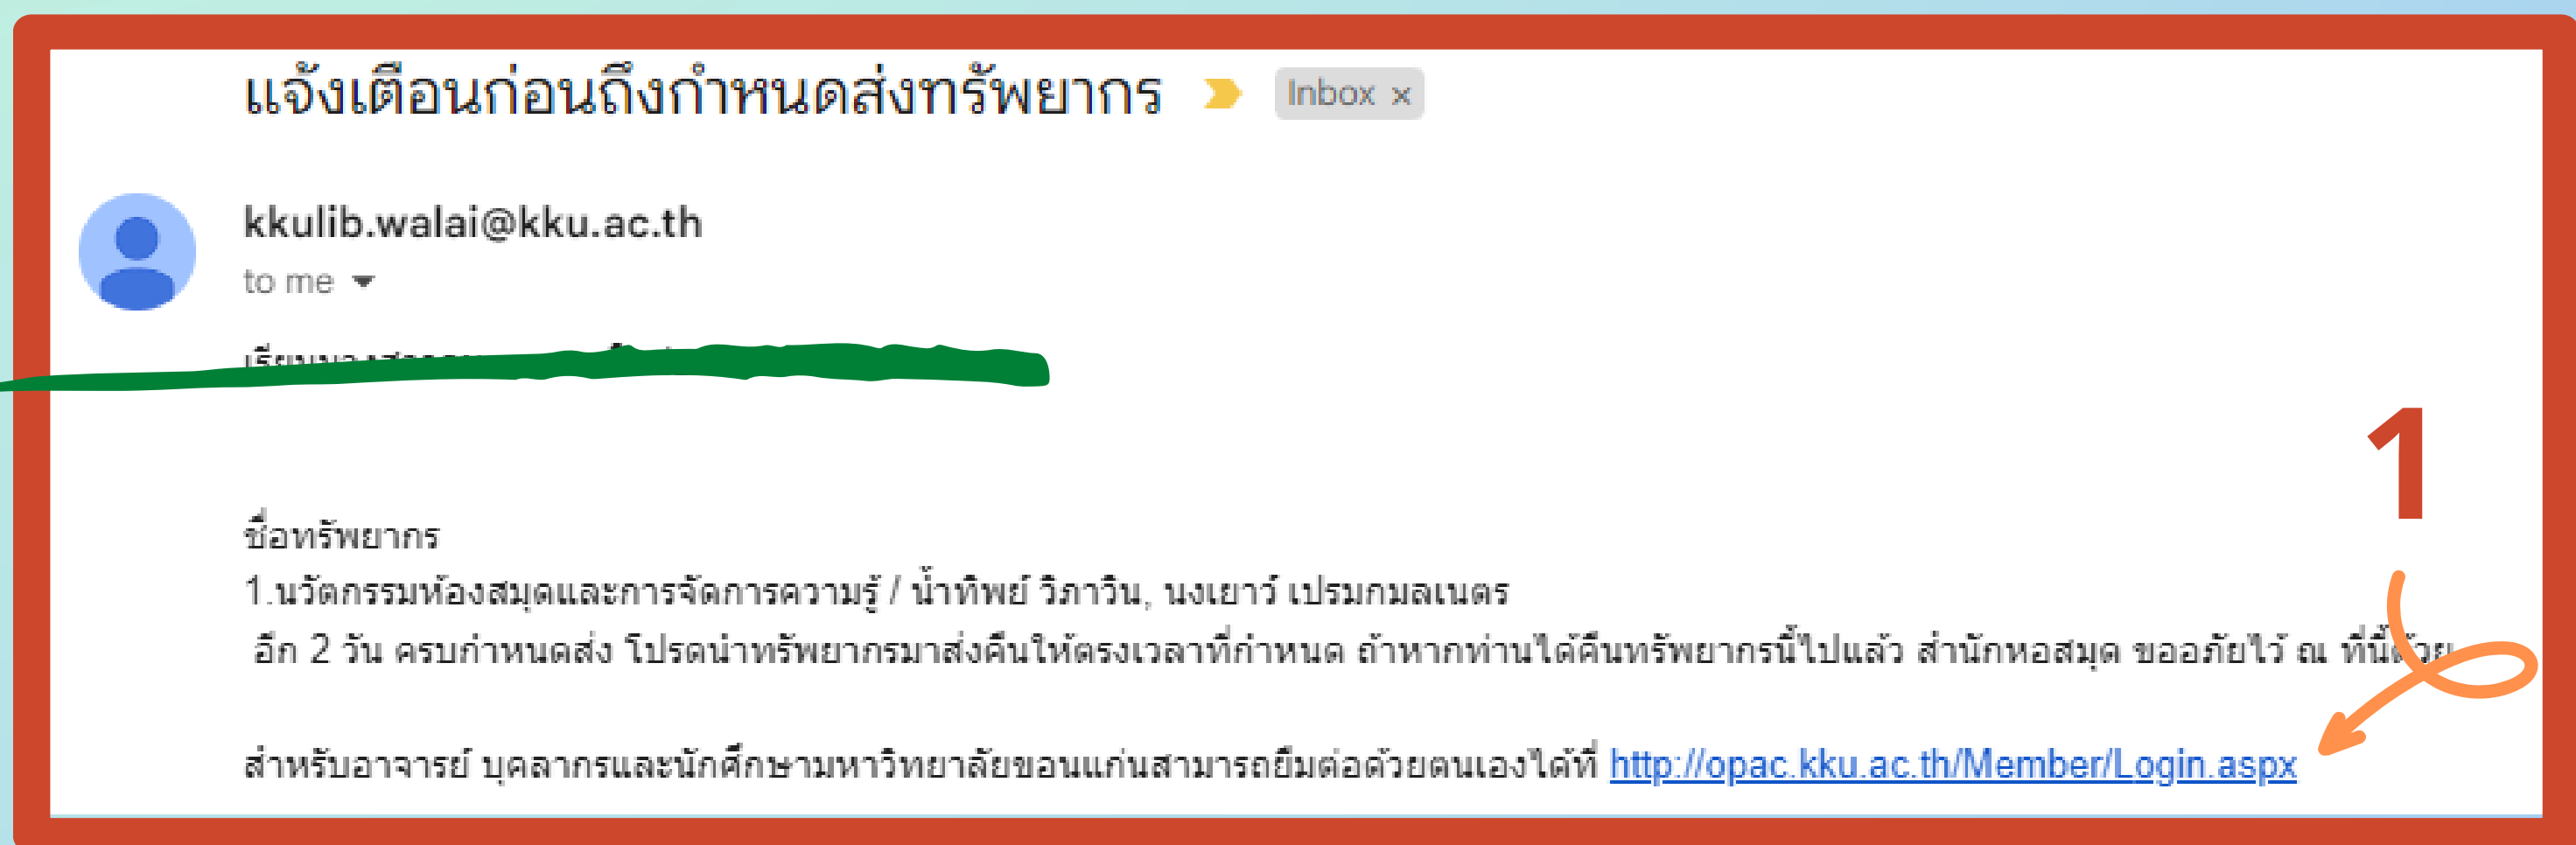 แจ้งเตือนก่อนถึงกำหนดส่งทรัพยากร Inbox x
kkulib.walai@kku.ac.th
to me
1
ชื่อทรัพยากร
1.นวัตกรรมห้องสมุดและการจัดการความรู้ / น้ำทิพย์ วิภาวิน, นงเยาว์ เปรมกมลเนตร
อีก 2 วัน ครบกำหนดส่ง โปรดนำทรัพยากรมาส่งคืนให้ตรงเวลาที่กำหนด ถ้าหากท่านได้คืนทรัพยากรนี้ไปแล้ว สำนักหอสมุด ขออภัยไว้ ณ ที่นี้ด้วย
สำหรับอาจารย์ บุคลากรและนักศึกษามหาวิทยาลัยขอนแก่นสามารถยืมต่อด้วยตนเองได้ที่ http://opac.kku.ac.th/Member/Login.aspx